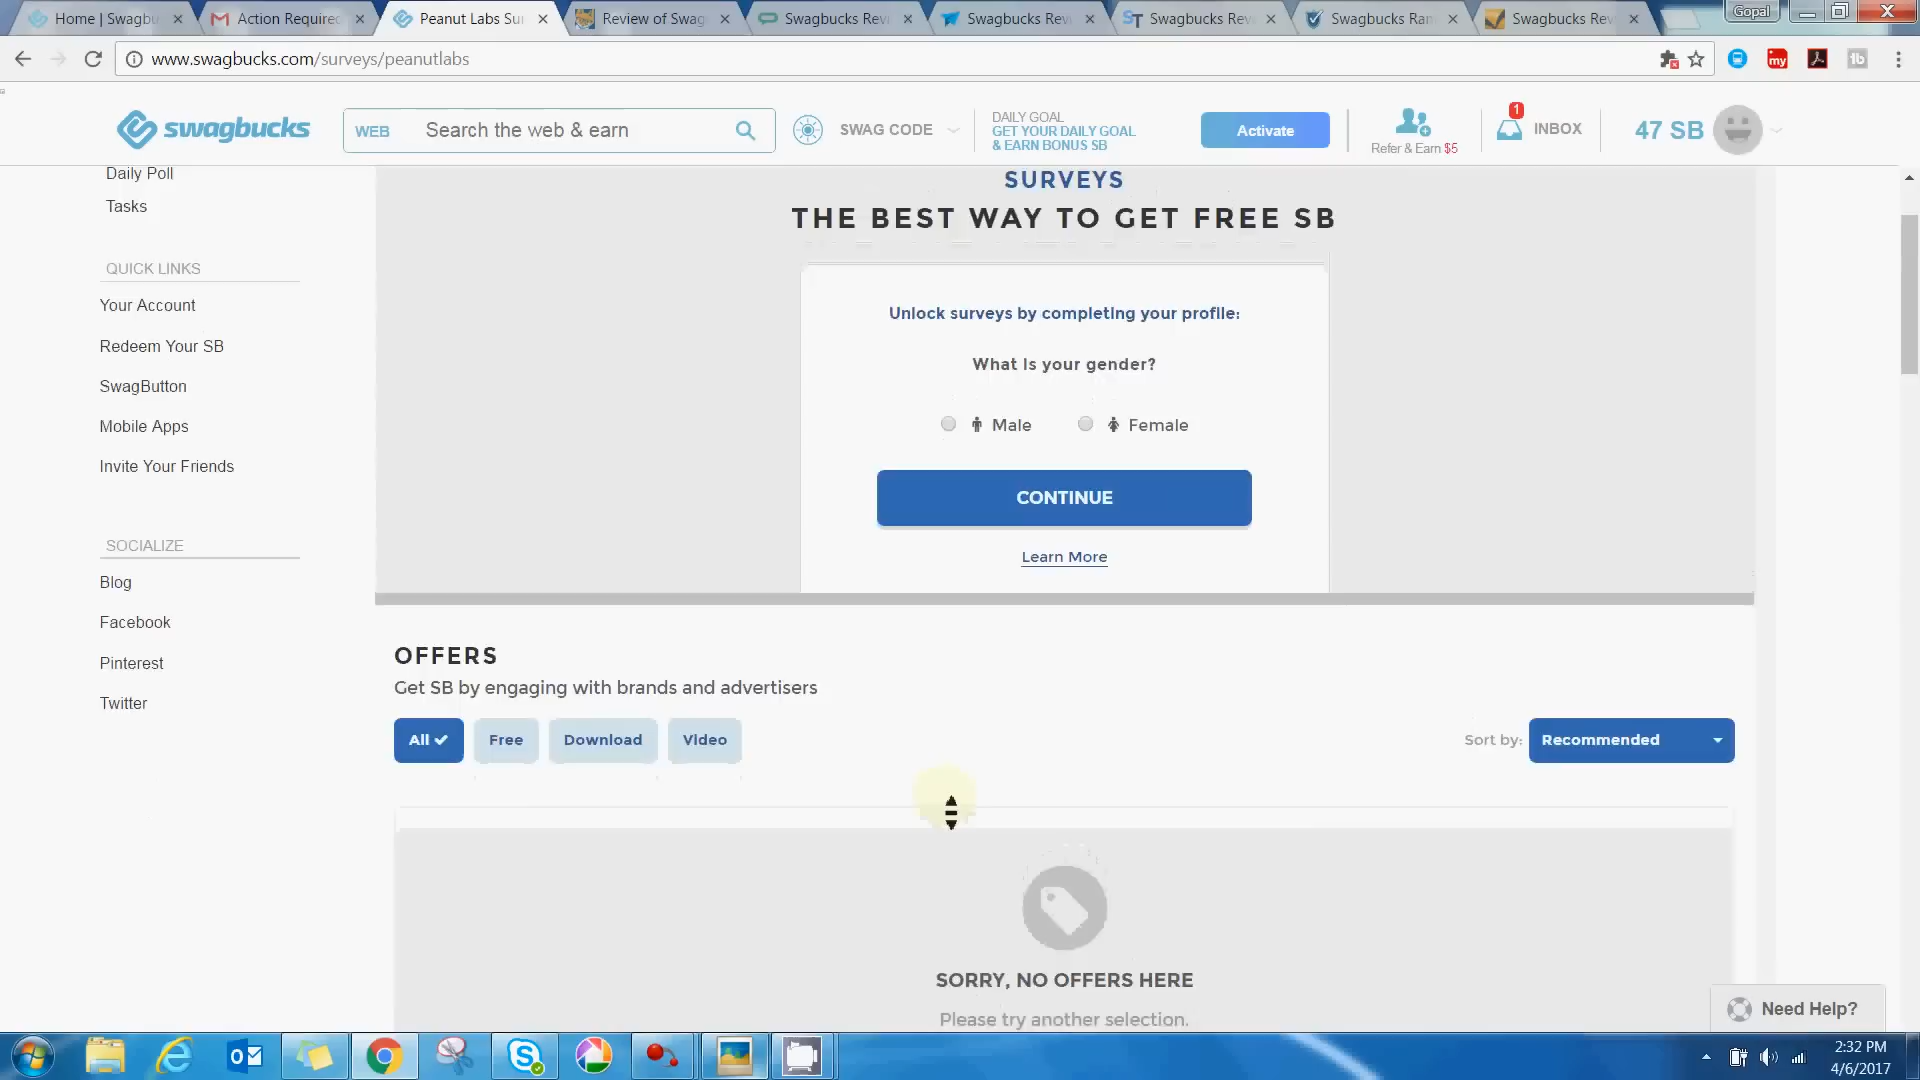 Home | Swagbu
Action Require
Peanut Labs Su
Review of Swag
Swagbucks Rev
Swagbucks Rev
Swagbucks Rev
Swagbucks Ran
Swagbucks Rev
Gopal
www.swagbucks.com/surveys/peanutlabs
my
1b
swagbucks
WEB
Search the web & earn
SWAG CODE
DAILY GOAL
GET YOUR DAILY GOAL
& EARN BONUS SB
Activate
Refer & Earn $5
1
INBOX
47 SB
Daily Poll
Tasks
QUICK LINKS
Your Account
Redeem Your SB
SwagButton
Mobile Apps
Invite Your Friends
SOCIALIZE
Blog
Facebook
Pinterest
Twitter
SURVEYS
THE BEST WAY TO GET FREE SB
Unlock surveys by completing your profile:
What is your gender?
Male
Female
CONTINUE
Learn More
OFFERS
Get SB by engaging with brands and advertisers
All
Free
Download
Video
Sort by:
Recommended
SORRY, NO OFFERS HERE
Please try another selection.
Need Help?
2:32 PM
4/6/2017